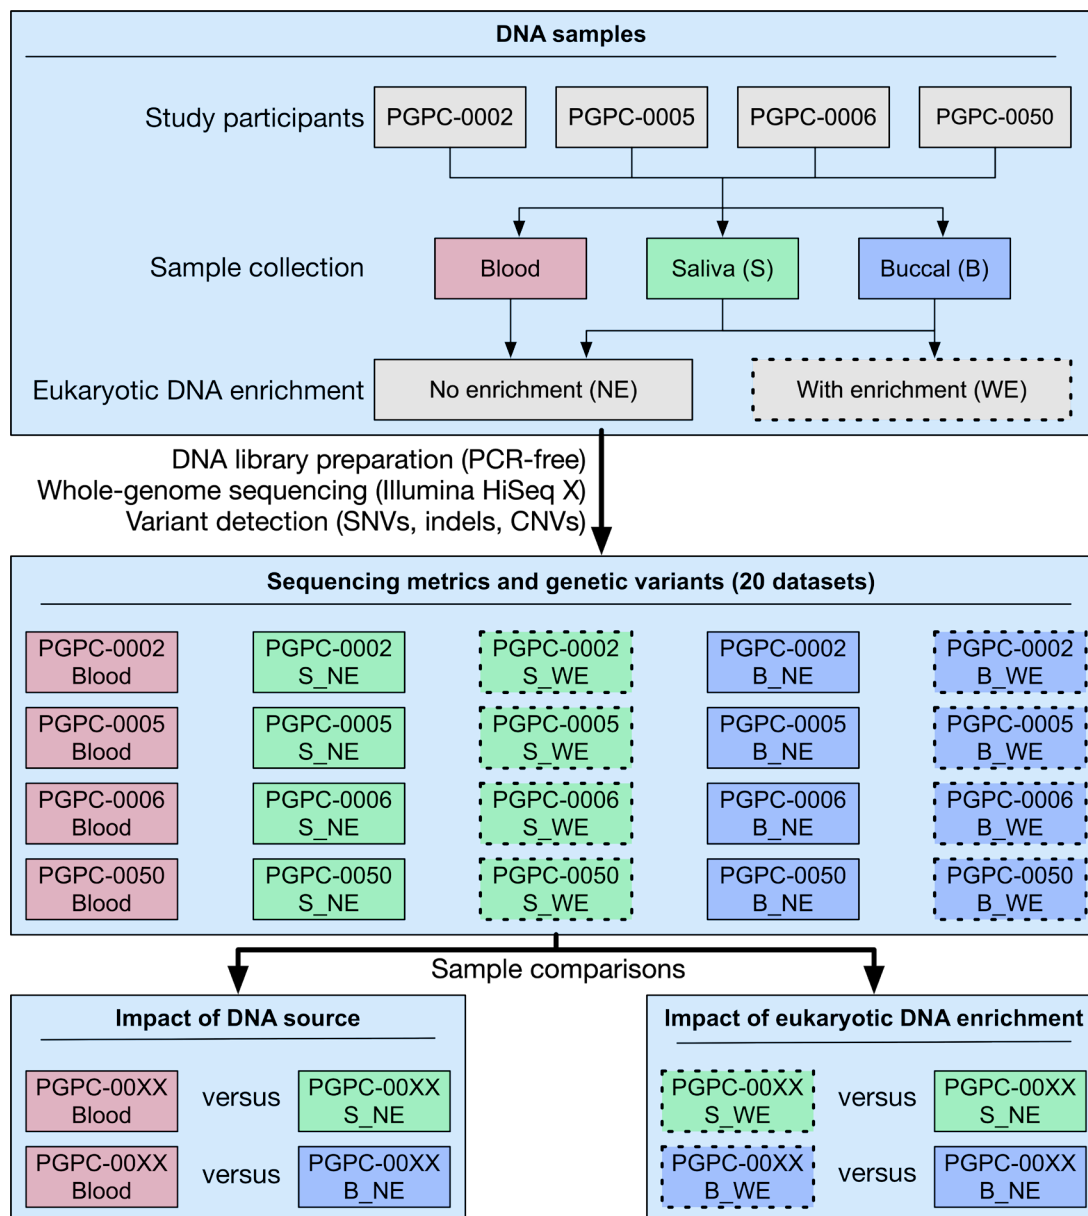 DNA samples
Study participants
PGPC-0002
PGPC-0005
PGPC-0006
PGPC-0050
Sample collection
Blood
Saliva (S)
Buccal (B)
Eukaryotic DNA enrichment
No enrichment (NE)
With enrichment (WE)
DNA library preparation (PCR-free)
Whole-genome sequencing (Illumina HiSeq X)
Variant detection (SNVs, indels, CNVs)
Sequencing metrics and genetic variants (20 datasets)
PGPC-0002
Blood
PGPC-0002
S_NE
PGPC-0002
S_WE
PGPC-0002
B_NE
PGPC-0002
B_WE
PGPC-0005
Blood
PGPC-0005
S_NE
PGPC-0005
S_WE
PGPC-0005
B_NE
PGPC-0005
B_WE
PGPC-0006
Blood
PGPC-0006
S_NE
PGPC-0006
S_WE
PGPC-0006
B_NE
PGPC-0006
B_WE
PGPC-0050
Blood
PGPC-0050
S_NE
PGPC-0050
S_WE
PGPC-0050
B_NE
PGPC-0050
B_WE
Sample comparisons
Impact of DNA source
PGPC-00XX
Blood
versus
PGPC-00XX
S_NE
PGPC-00XX
Blood
versus
PGPC-00XX
B_NE
Impact of eukaryotic DNA enrichment
PGPC-00XX
S_WE
versus
PGPC-00XX
S_NE
PGPC-00XX
B_WE
versus
PGPC-00XX
B_NE